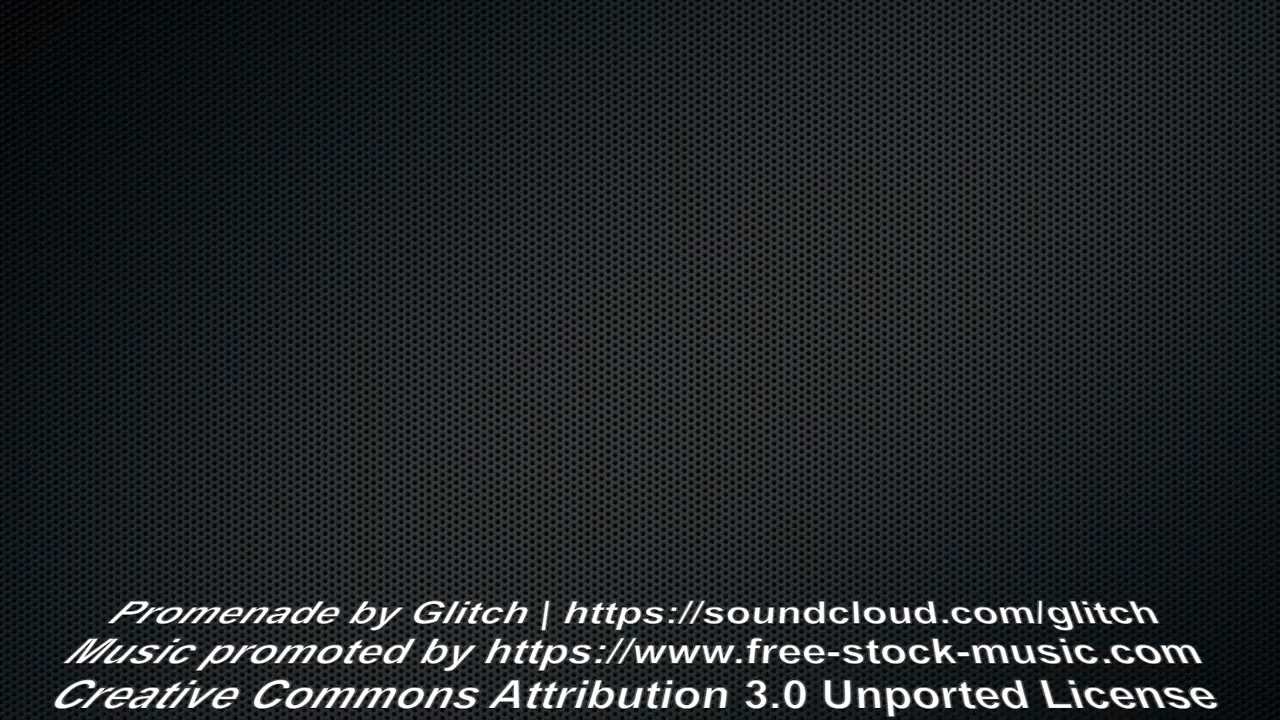 Promenade by Glitch | https://soundcloud.com/glitch
Music promoted by https://www.free-stock-music.com
Creative Commons Attribution 3.0 Unported License